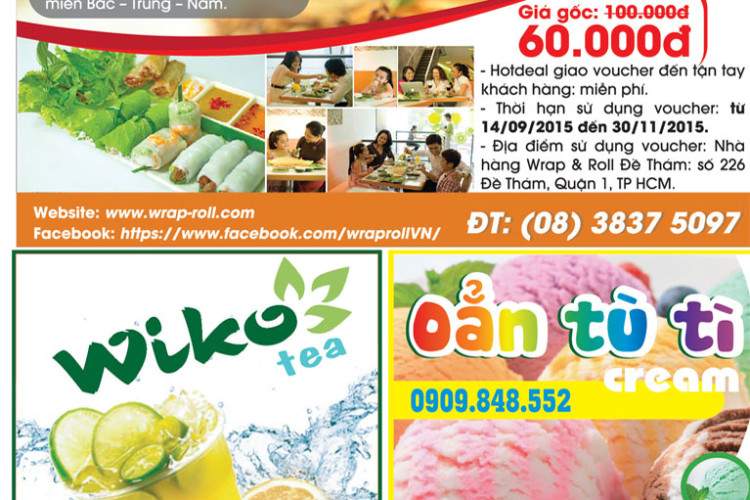 miền Bắc – Trung – Nam.
Giá gốc: 100.000đ
60.000đ
- Hotdeal giao voucher đến tận tay
khách hàng: miễn phí.
- Thời hạn sử dụng voucher: từ
14/09/2015 đến 30/11/2015.
- Địa điểm sử dụng voucher: Nhà
hàng Wrap & Roll Đề Thám: số 226
Đề Thám, Quận 1, TP HCM.
Website: www.wrap-roll.com
Facebook: https://www.facebook.com/wraprollVN/
ĐT: (08) 3837 5097
wiko
tea
Oẳn tù tì
cream
0909.848.552